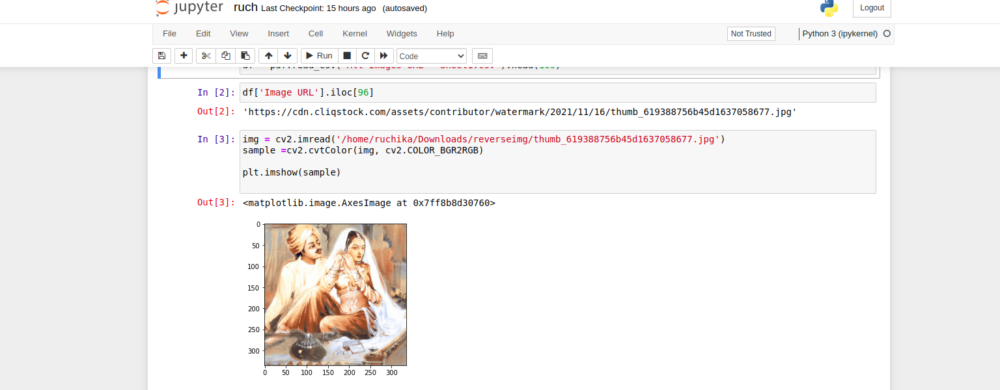 jupyter ruch Last Checkpoint: 15 hours ago (autosaved) Logout
File Edit View Insert Cell Kernel Widgets Help Not Trusted Python 3 (ipykernel)
Run Code
In [2]: df['Image URL'].iloc[96]
Out[2]: 'https://cdn.cliqstock.com/assets/contributor/watermark/2021/11/16/thumb_619388756b45d1637058677.jpg'
In [3]: img = cv2.imread('/home/ruchika/Downloads/reverseimg/thumb_619388756b45d1637058677.jpg')
sample =cv2.cvtColor(img, cv2.COLOR_BGR2RGB)
plt.imshow(sample)
Out[3]: <matplotlib.image.AxesImage at 0x7ff8b8d30760>
0
50
100
150
200
250
300
0 50 100 150 200 250 300